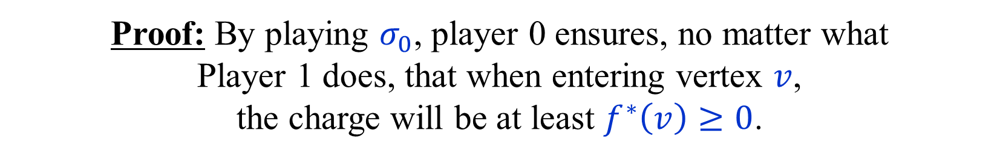 Proof: By playing σ₀, player 0 ensures, no matter what
Player 1 does, that when entering vertex v,
the charge will be at least f*(v) ≥ 0.